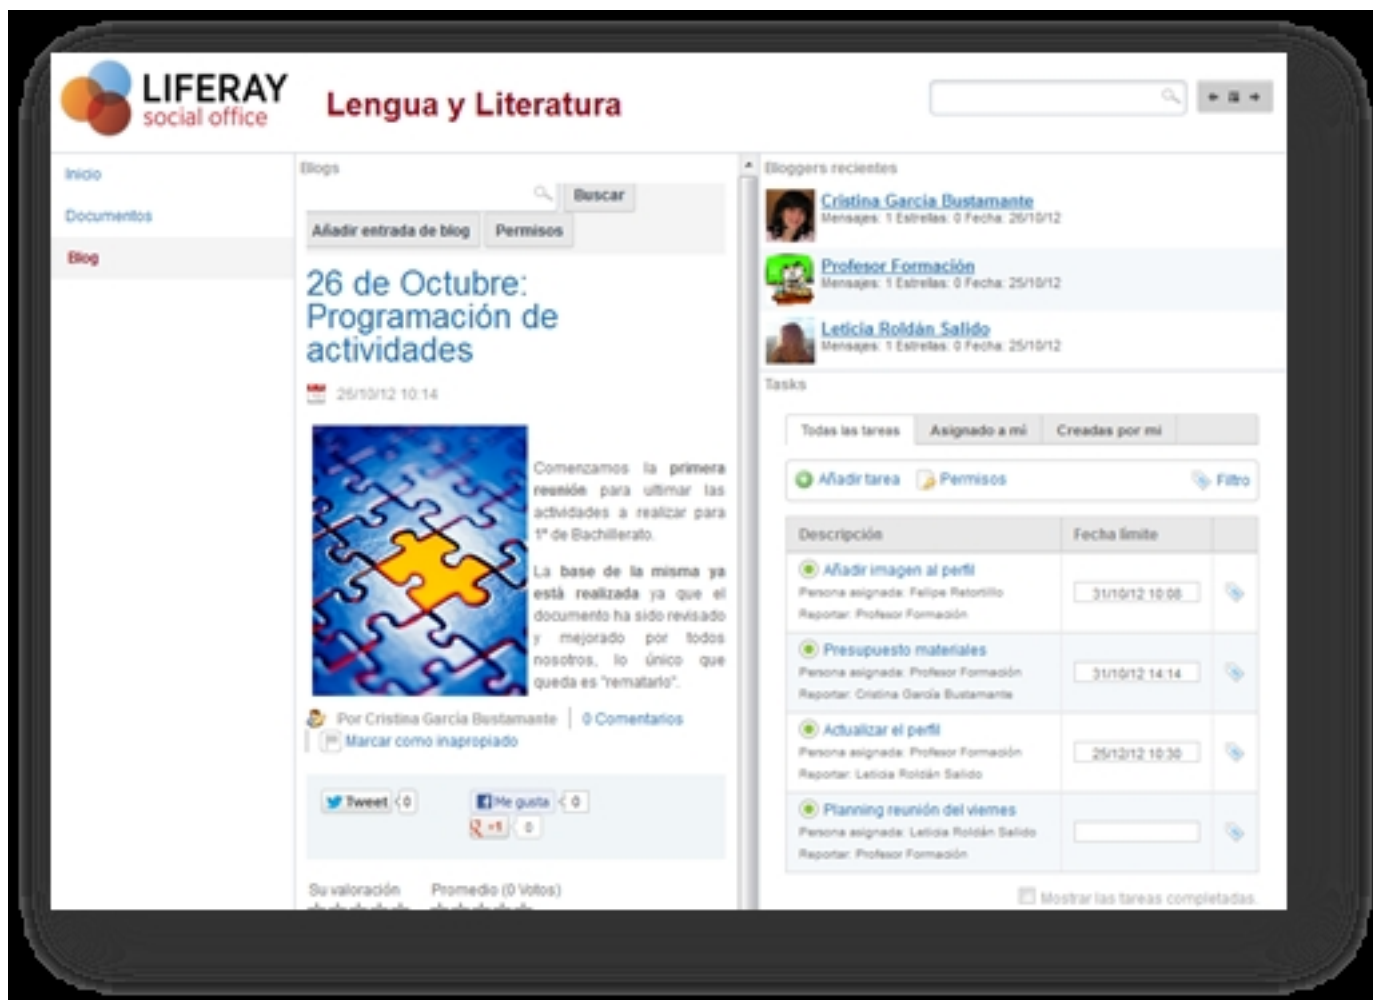 LIFERAY
social office
Lengua y Literatura
Inicio
Documentos
Blog
Blogs
Buscar
Añadir entrada de blog
Permisos
26 de Octubre:
Programación de
actividades
26/10/12 10:14
Comenzamos la primera
reunión para ultimar las
actividades a realizar para
1º de Bachillerato.
La base de la misma ya
está realizada ya que el
documento ha sido revisado
y mejorado por todos
nosotros, lo único que
queda es "rematarlo".
Por Cristina García Bustamante
0 Comentarios
Marcar como inapropiado
Tweet 0
Me gusta 0
+1 0
Su valoración Promedio (0 Votos)
Bloggers recientes
Cristina García Bustamante
Mensajes: 1 Estrellas: 0 Fecha: 26/10/12
Profesor Formación
Mensajes: 1 Estrellas: 0 Fecha: 25/10/12
Leticia Roldán Salido
Mensajes: 1 Estrellas: 0 Fecha: 25/10/12
Tasks
Todas las tareas Asignado a mí Creadas por mi
Añadir tarea Permisos Filtro
Descripción Fecha límite
Añadir imagen al perfil
Persona asignada: Felipe Retortillo
Reportar: Profesor Formación
31/10/12 10:08
Presupuesto materiales
Persona asignada: Profesor Formación
Reportar: Cristina García Bustamante
31/10/12 14:14
Actualizar el perfil
Persona asignada: Profesor Formación
Reportar: Leticia Roldán Salido
25/12/12 10:30
Planning reunión del viernes
Persona asignada: Leticia Roldán Salido
Reportar: Profesor Formación
Mostrar las tareas completadas.